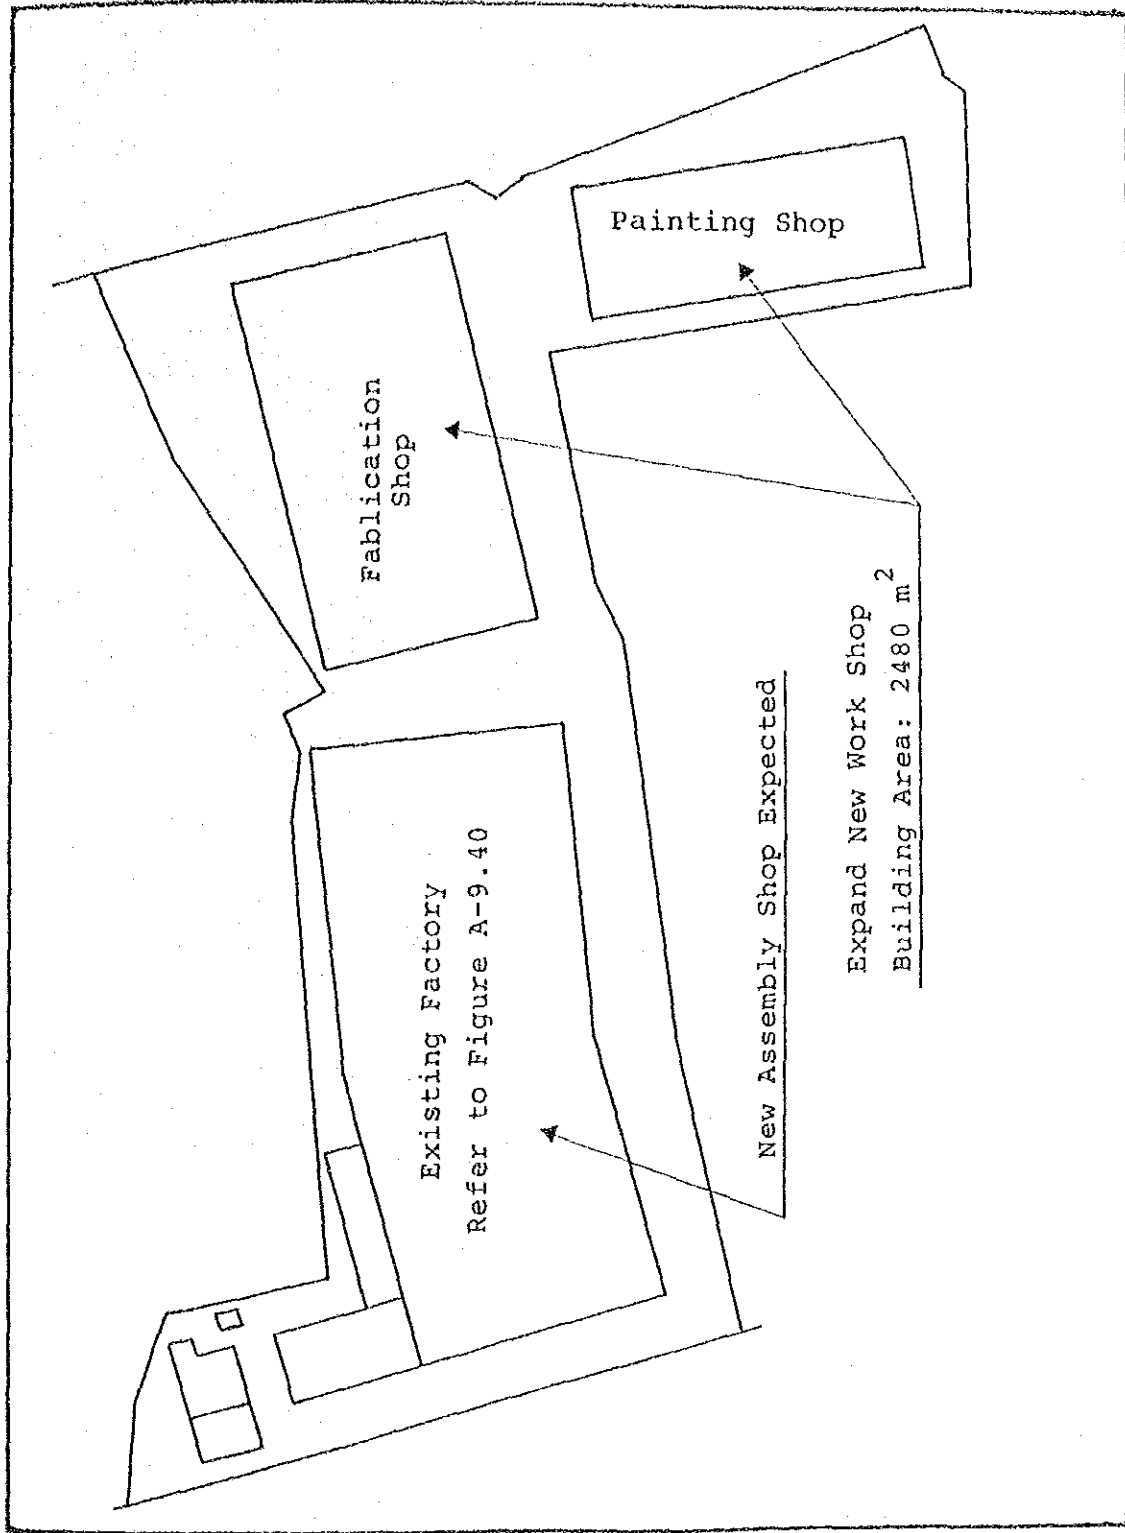 Painting Shop
Fablication
Shop
Existing Factory
Refer to Figure A-9.40
New Assembly Shop Expected
Expand New Work Shop
Building Area: 2480 m²